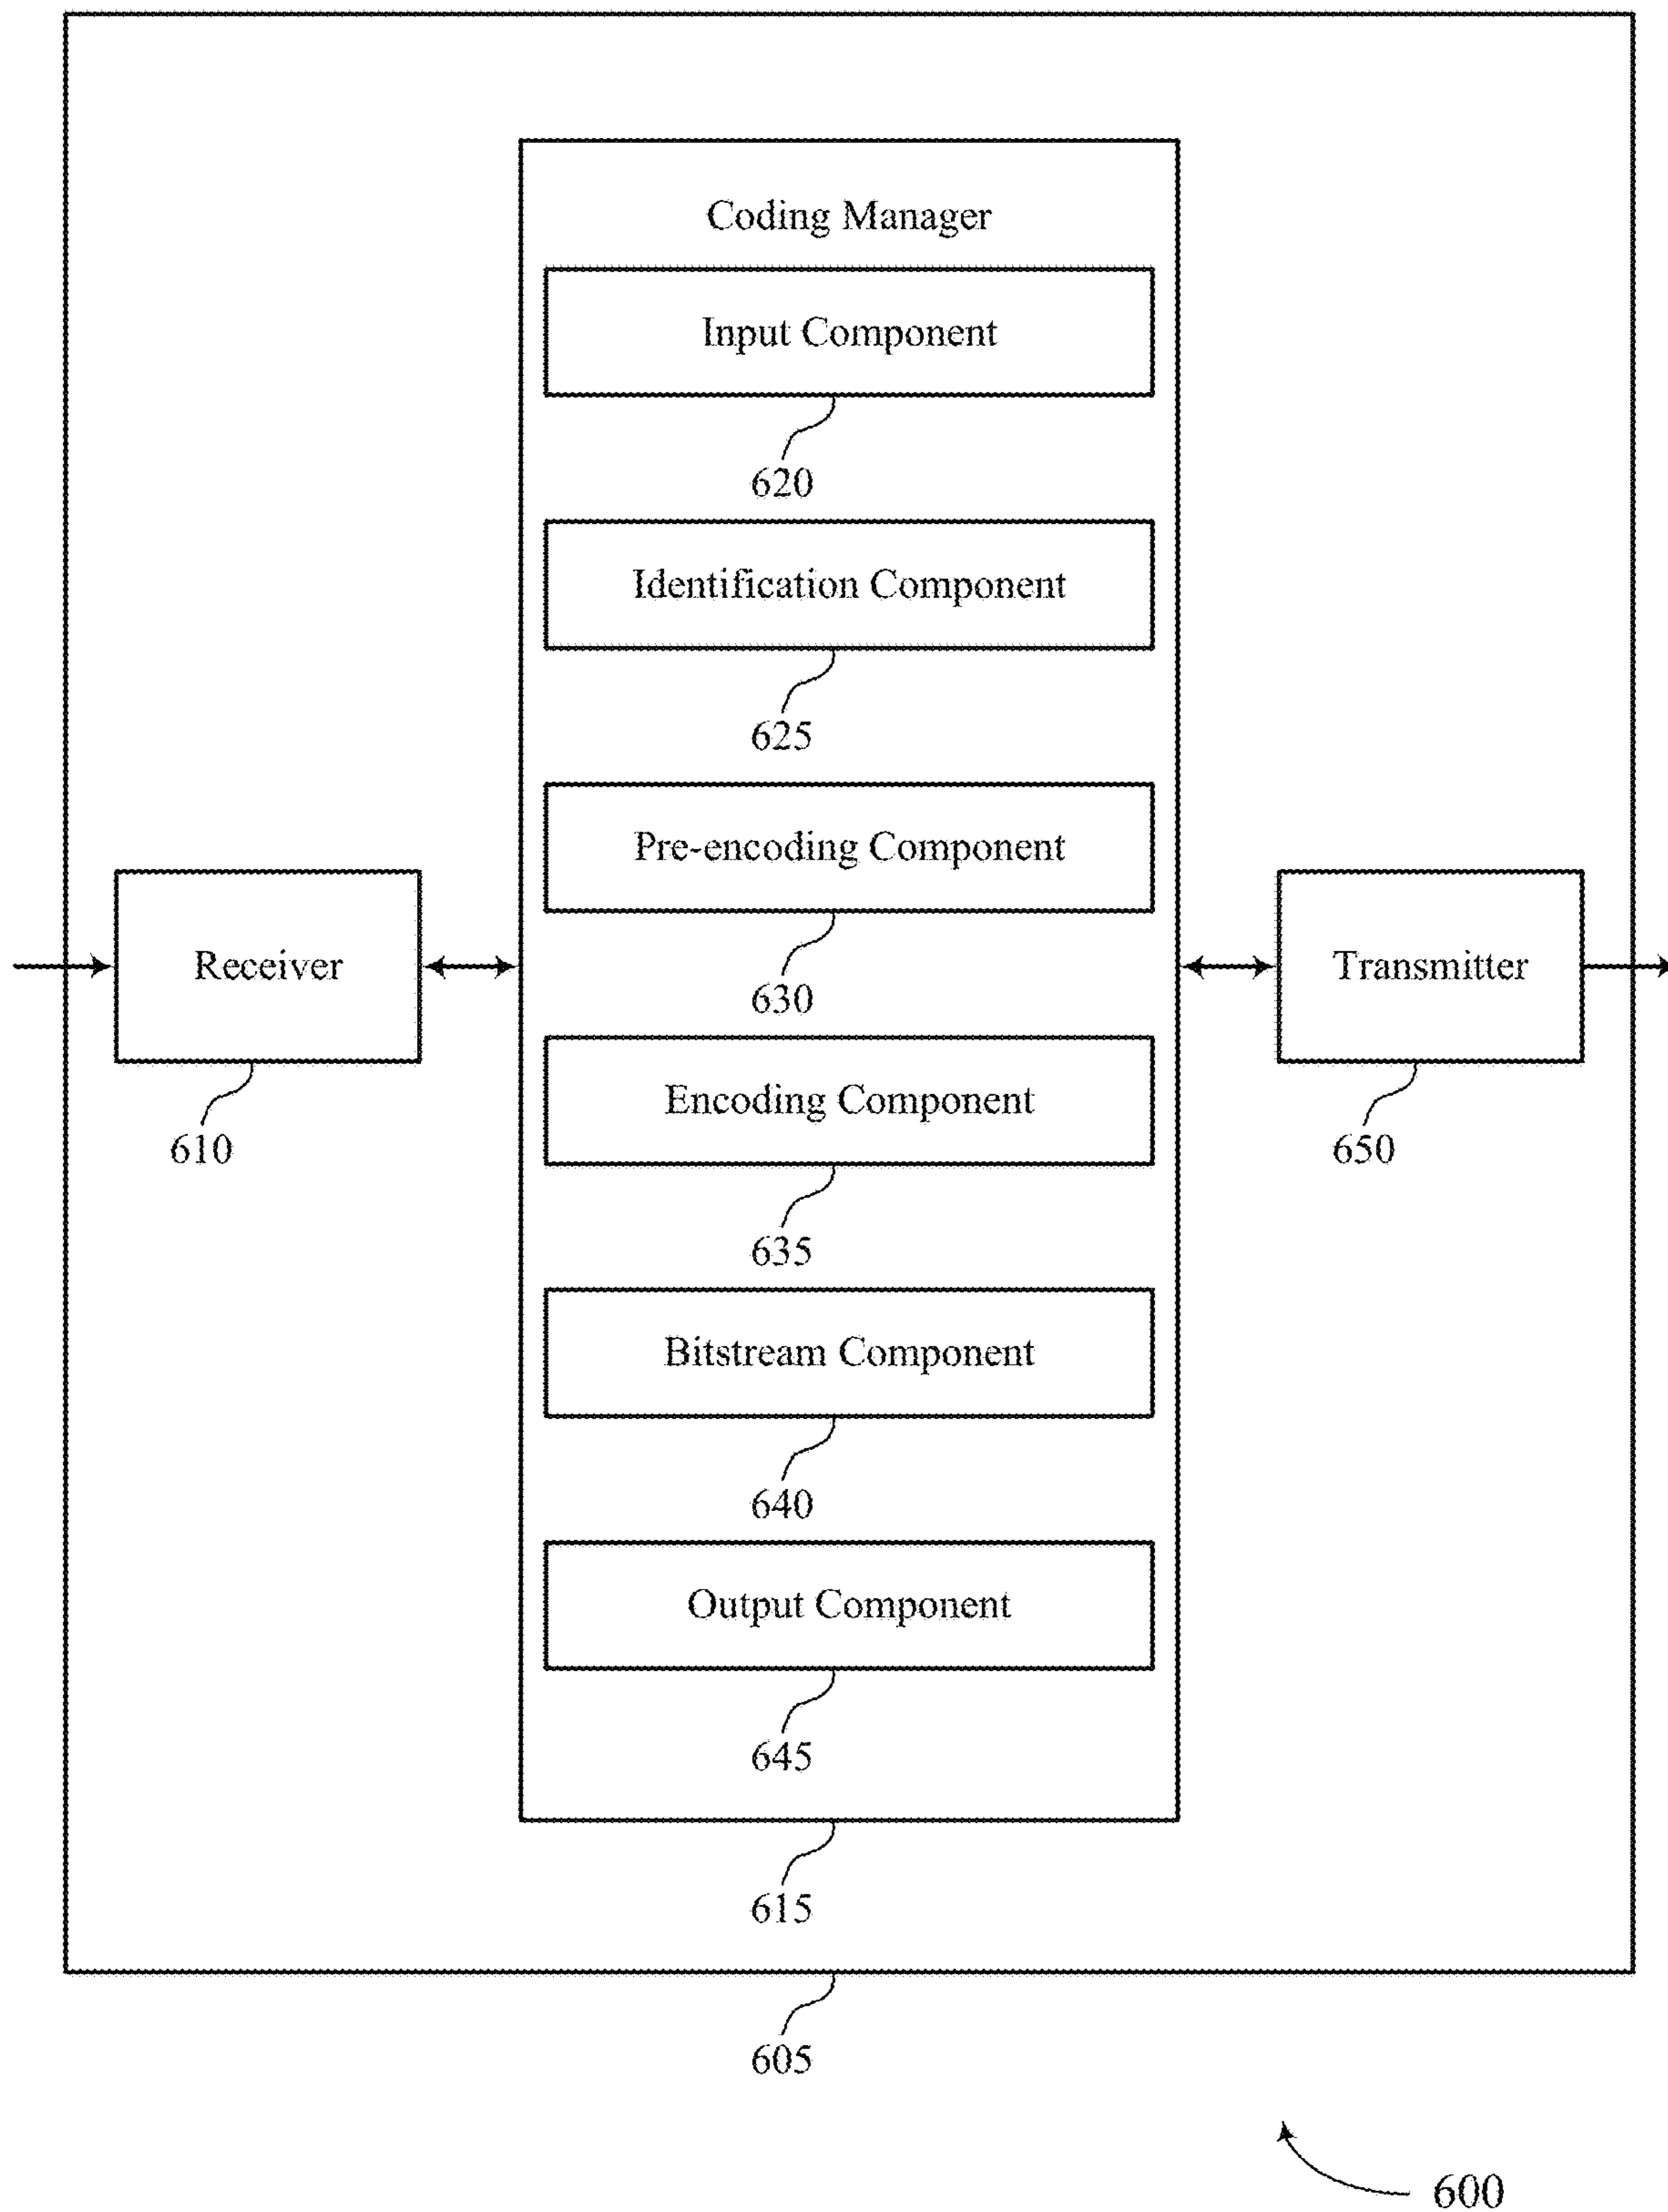 Coding Manager
Input Component
620
Identification Component
625
Pre-encoding Component
630
Receiver
610
Transmitter
650
Encoding Component
635
Bitstream Component
640
Output Component
645
615
605
600